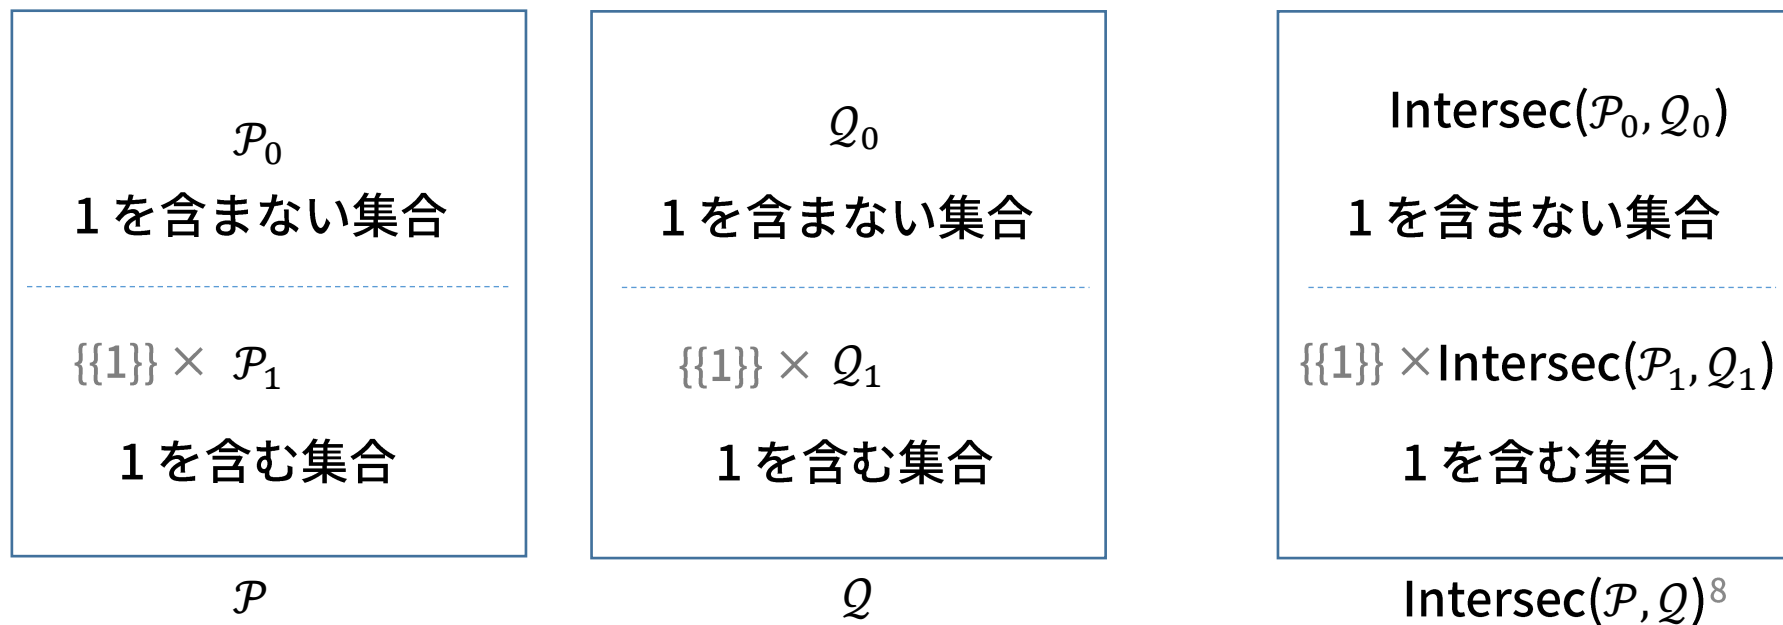 𝒫₀
1 を含まない集合
{{1}} × 𝒫₁
1 を含む集合
𝒫
𝒬₀
1 を含まない集合
{{1}} × 𝒬₁
1 を含む集合
𝒬
Intersec(𝒫₀, 𝒬₀)
1 を含まない集合
{{1}} ×Intersec(𝒫₁, 𝒬₁)
1 を含む集合
Intersec(𝒫, 𝒬)
8